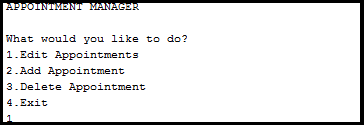 APPOINTMENT MANAGER
What would you like to do?
1.Edit Appointments
2.Add Appointment
3.Delete Appointment
4.Exit
1